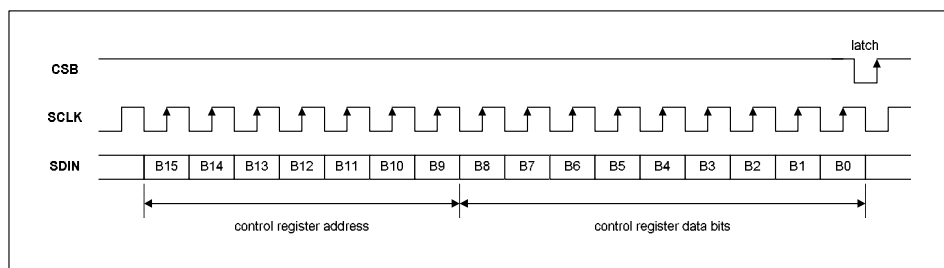 latch
CSB
SCLK
SDIN B15 B14 B13 B12 B11 B10 B9 B8 B7 B6 B5 B4 B3 B2 B1 B0
control register address control register data bits